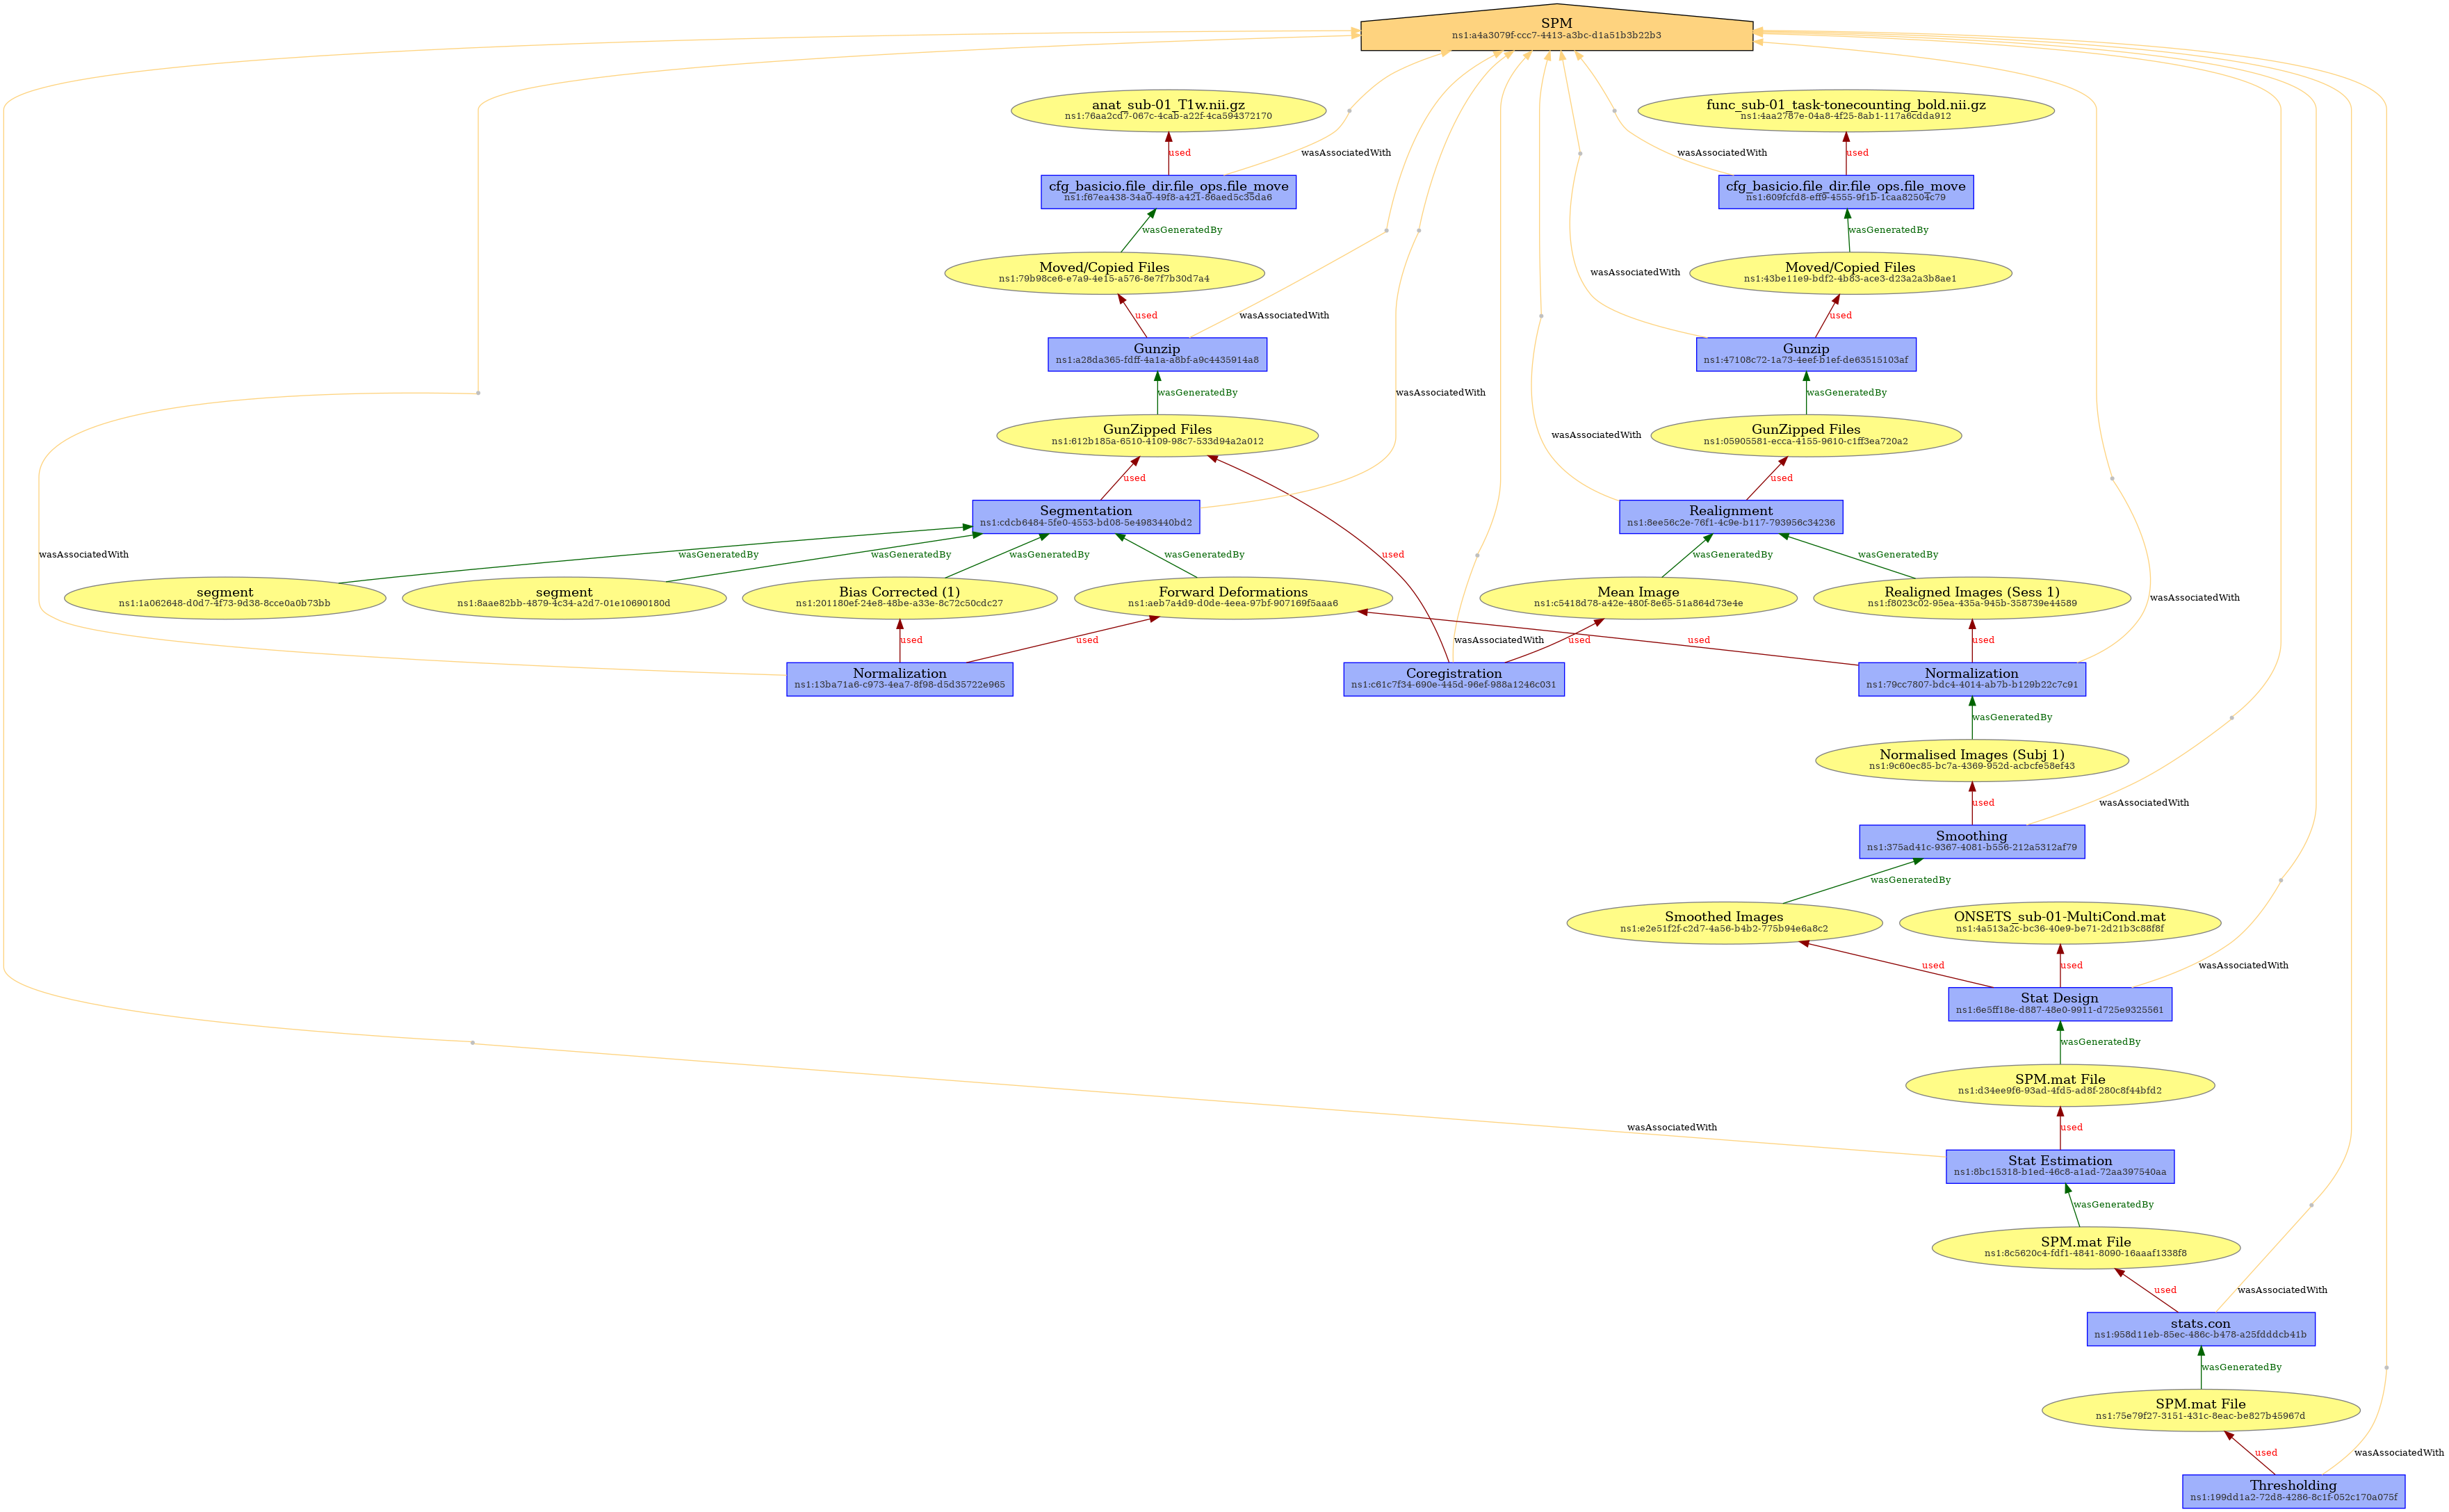 SPM
ns1:a4a3079f-ccc7-4413-a3bc-d1a51b3b22b3
anat_sub-01_T1w.nii.gz
ns1:76aa2cd7-067c-4cab-a22f-4ca594372170
func_sub-01_task-tonecounting_bold.nii.gz
ns1:4aa2787e-04a8-4f25-8ab1-117a6cdda912
used
wasAssociatedWith
wasAssociatedWith
used
cfg_basicio.file_dir.file_ops.file_move
ns1:f67ea438-34a0-49f8-a421-86aed5c35da6
cfg_basicio.file_dir.file_ops.file_move
ns1:609fcfd8-eff9-4555-9f1b-1caa82504c79
wasGeneratedBy
wasGeneratedBy
Moved/Copied Files
ns1:79b98ce6-e7a9-4e15-a576-8e7f7b30d7a4
Moved/Copied Files
ns1:43be11e9-bdf2-4b83-ace3-d23a2a3b8ae1
wasAssociatedWith
used
wasAssociatedWith
used
Gunzip
ns1:a28da365-fdff-4a1a-a8bf-a9c4435914a8
Gunzip
ns1:47108c72-1a73-4eef-b1ef-de63515103af
wasGeneratedBy
wasAssociatedWith
wasGeneratedBy
GunZipped Files
ns1:612b185a-6510-4109-98c7-533d94a2a012
GunZipped Files
ns1:05905581-ecca-4155-9610-c1ff3ea720a2
wasAssociatedWith
used
used
Segmentation
ns1:cdcb6484-5fe0-4553-bd08-5e4983440bd2
Realignment
ns1:8ee56c2e-76f1-4c9e-b117-793956c34236
wasAssociatedWith
wasGeneratedBy
wasGeneratedBy
wasGeneratedBy
wasGeneratedBy
used
wasGeneratedBy
wasGeneratedBy
segment
ns1:1a062648-d0d7-4f73-9d38-8cce0a0b73bb
segment
ns1:8aae82bb-4879-4c34-a2d7-01e10690180d
Bias Corrected (1)
ns1:201180ef-24e8-48be-a33e-8c72c50cdc27
Forward Deformations
ns1:aeb7a4d9-d0de-4eea-97bf-907169f5aaa6
Mean Image
ns1:c5418d78-a42e-480f-8e65-51a864d73e4e
Realigned Images (Sess 1)
ns1:f8023c02-95ea-435a-945b-358739e44589
wasAssociatedWith
used
used
wasAssociatedWith
used
used
used
Normalization
ns1:13ba71a6-c973-4ea7-8f98-d5d35722e965
Coregistration
ns1:c61c7f34-690e-445d-96ef-988a1246c031
Normalization
ns1:79cc7807-bdc4-4014-ab7b-b129b22c7c91
wasGeneratedBy
Normalised Images (Subj 1)
ns1:9c60ec85-bc7a-4369-952d-acbcfe58ef43
used
wasAssociatedWith
Smoothing
ns1:375ad41c-9367-4081-b556-212a5312af79
wasGeneratedBy
Smoothed Images
ns1:e2e51f2f-c2d7-4a56-b4b2-775b94e6a8c2
ONSETS_sub-01-MultiCond.mat
ns1:4a513a2c-bc36-40e9-be71-2d21b3c88f8f
used
used
wasAssociatedWith
Stat Design
ns1:6e5ff18e-d887-48e0-9911-d725e9325561
wasGeneratedBy
SPM.mat File
ns1:d34ee9f6-93ad-4fd5-ad8f-280c8f44bfd2
wasAssociatedWith
used
Stat Estimation
ns1:8bc15318-b1ed-46c8-a1ad-72aa397540aa
wasGeneratedBy
SPM.mat File
ns1:8c5620c4-fdf1-4841-8090-16aaaf1338f8
used
wasAssociatedWith
stats.con
ns1:958d11eb-85ec-486c-b478-a25fdddcb41b
wasGeneratedBy
SPM.mat File
ns1:75e79f27-3151-431c-8eac-be827b45967d
used
wasAssociatedWith
Thresholding
ns1:199dd1a2-72d8-4286-8c1f-052c170a075f